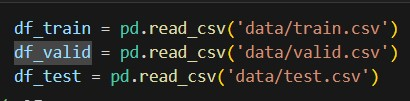 df_train = pd.read_csv('data/train.csv')
df_valid = pd.read_csv('data/valid.csv')
df_test = pd.read_csv('data/test.csv')